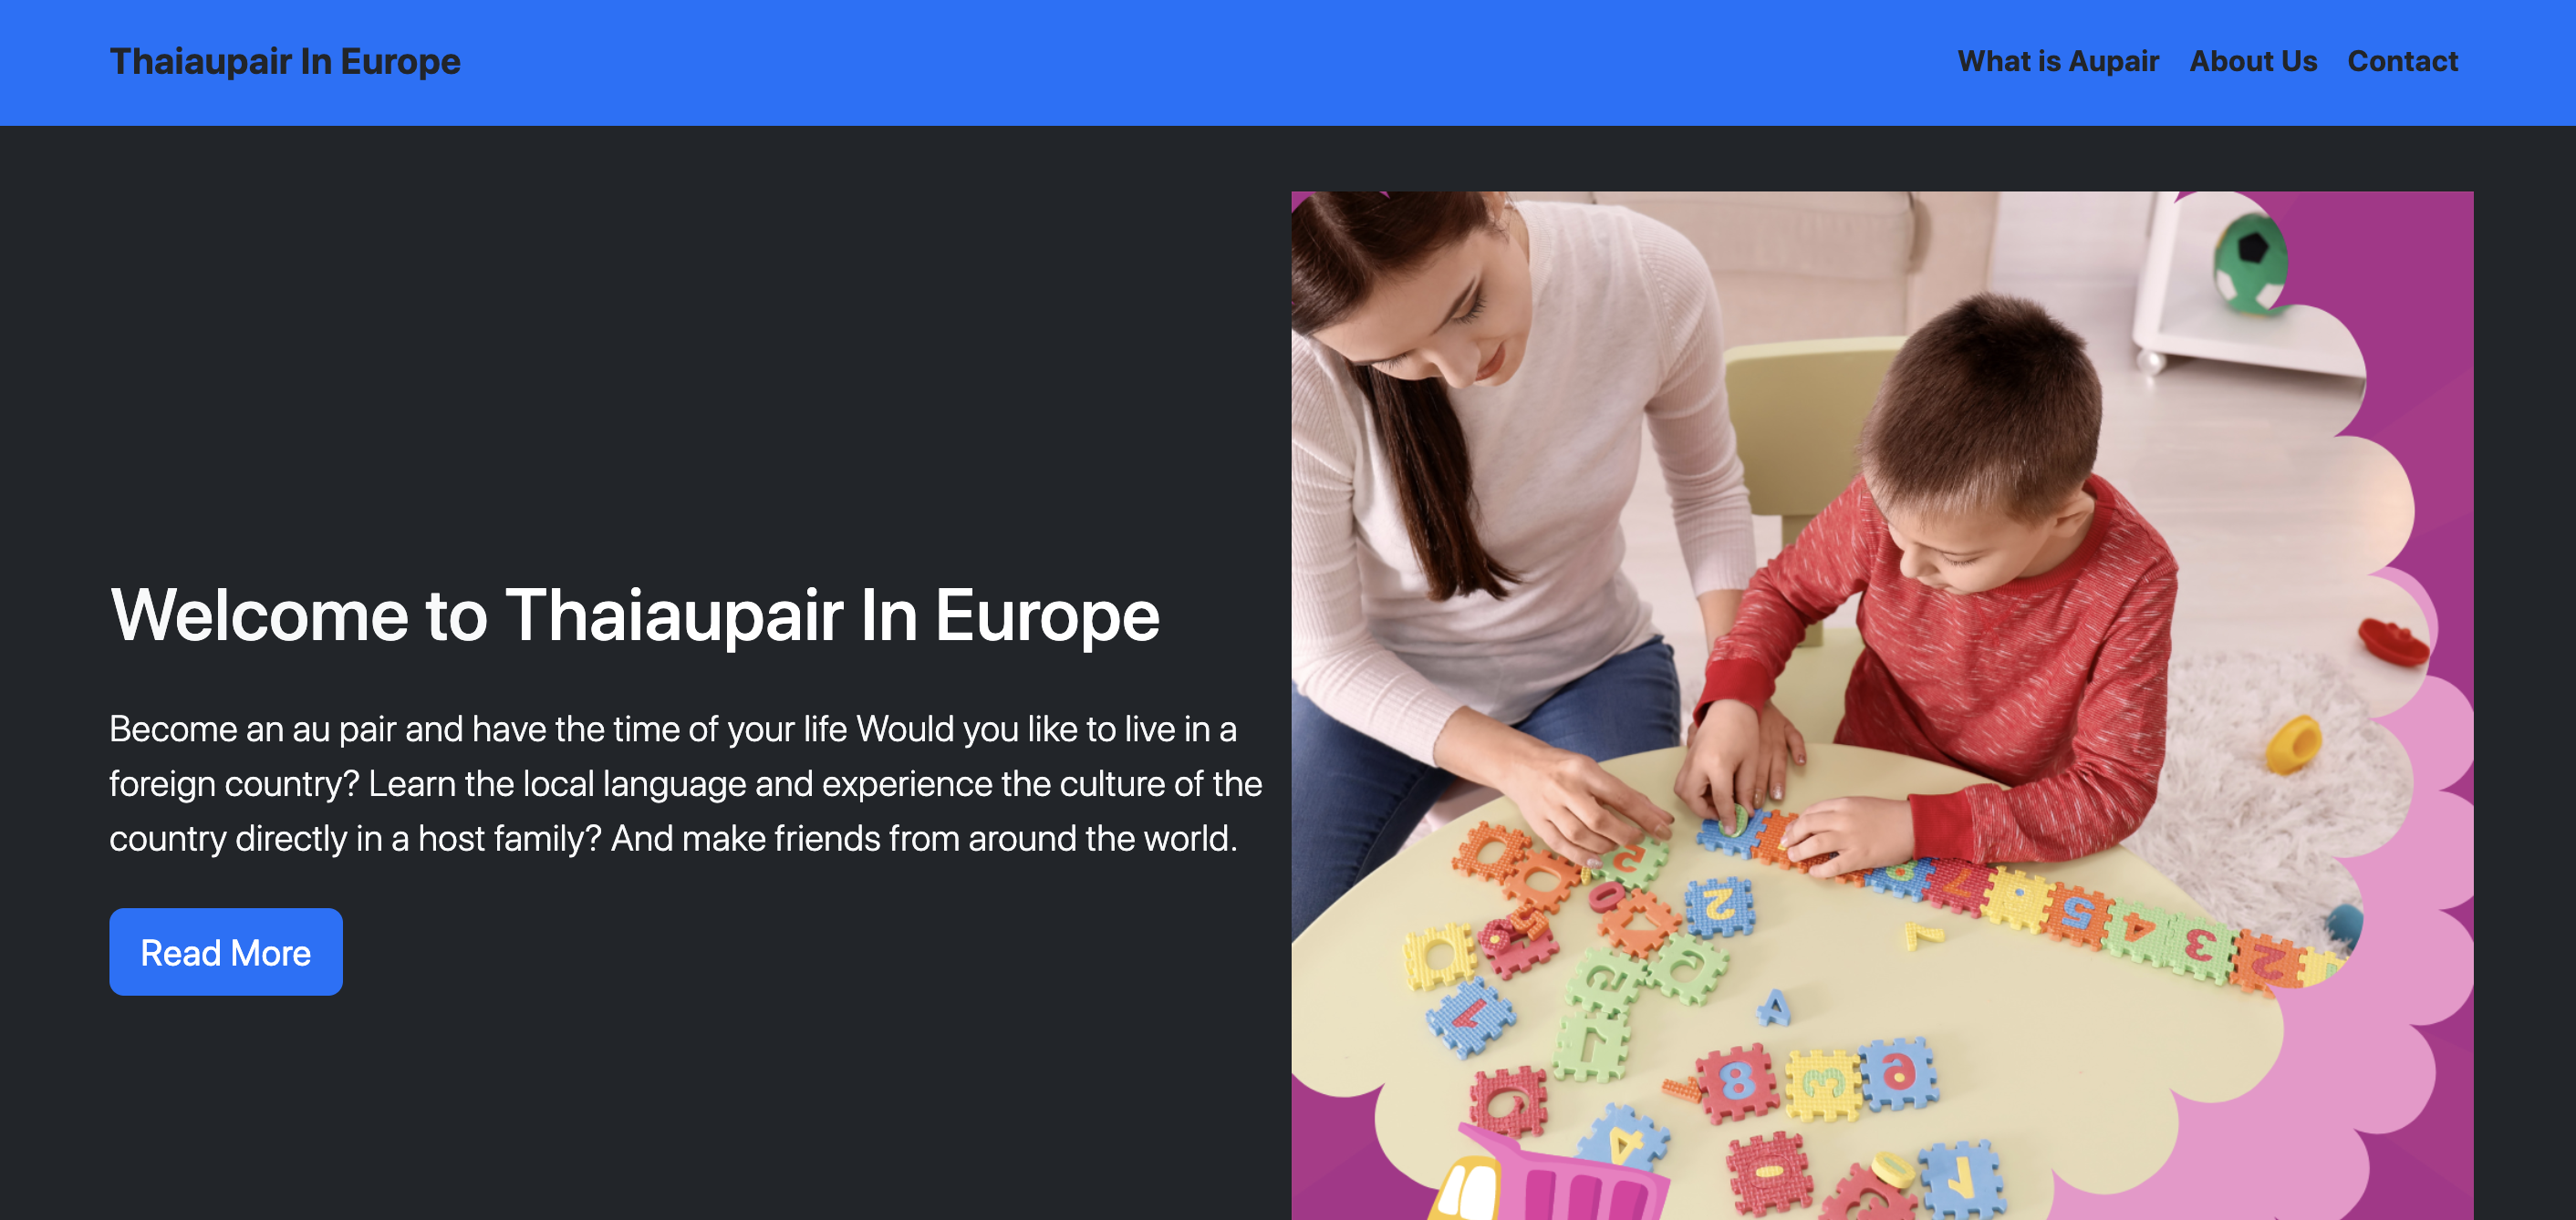 Thaiaupair In Europe
What is Aupair About Us Contact
Welcome to Thaiaupair In Europe
Become an au pair and have the time of your life Would you like to live in a
foreign country? Learn the local language and experience the culture of the
country directly in a host family? And make friends from around the world.
Read More